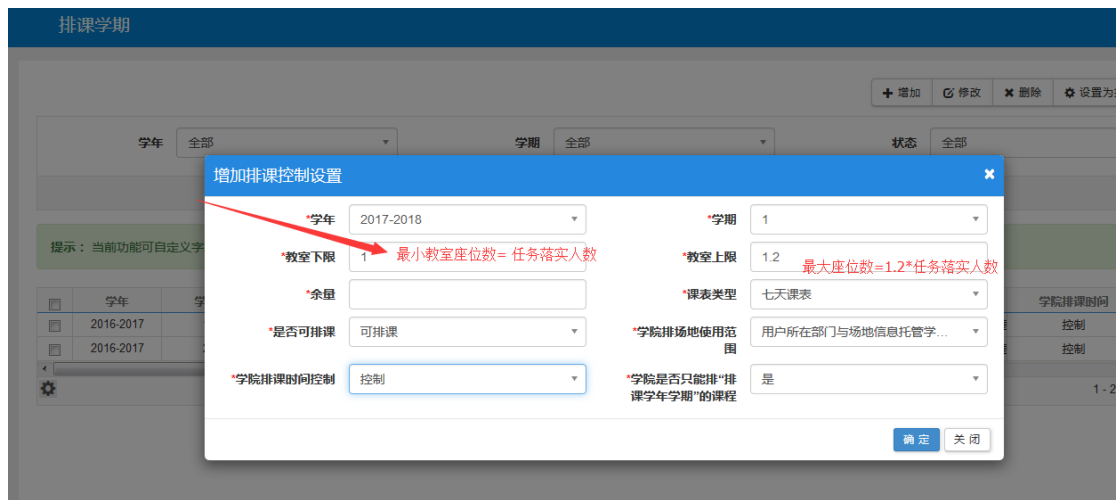 排课学期
增加
修改
删除
设置为
学年
全部
学期
全部
状态
全部
增加排课控制设置
*学年
2017-2018
*学期
1
*教室下限
1
最小教室座位数= 任务落实人数
*教室上限
1.2
最大座位数=1.2*任务落实人数
*余量
*课表类型
七天课表
*是否可排课
可排课
*学院排场地使用范
围
用户所在部门与场地信息托管学...
*学院排课时间控制
控制
*学院是否只能排“排
课学年学期”的课程
是
确 定
关 闭
提示： 当前功能可自定义字
学年
学院排课时间
2016-2017
控制
2016-2017
控制
1 - 2